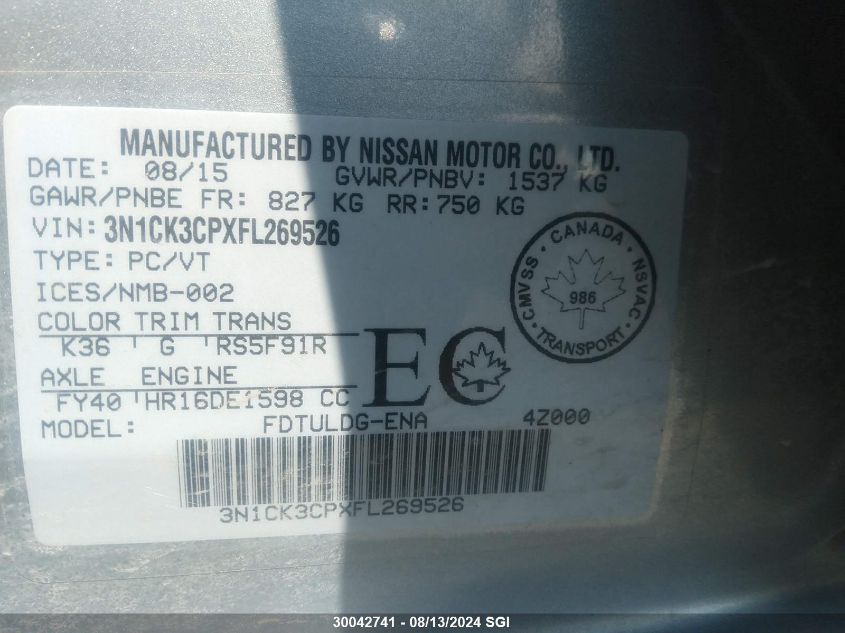 MANUFACTURED BY NISSAN MOTOR CO., LTD.
DATE: 08/15 GVWR/PNBV: 1537 KG
GAWR/PNBE FR: 827 KG RR: 750 KG
VIN: 3N1CK3CPXFL269526
TYPE: PC/VT
ICES/NMB-002
COLOR TRIM TRANS
K36 ' G 'RS5F91R
AXLE ENGINE
FY40 'HR16DE1598 CC
MODEL: FDTULDG-ENA 4Z000
EC
CMVSS • CANADA • NSVAC
986
• TRANSPORT •
3N1CK3CPXFL269526
30042741 - 08/13/2024 SGI